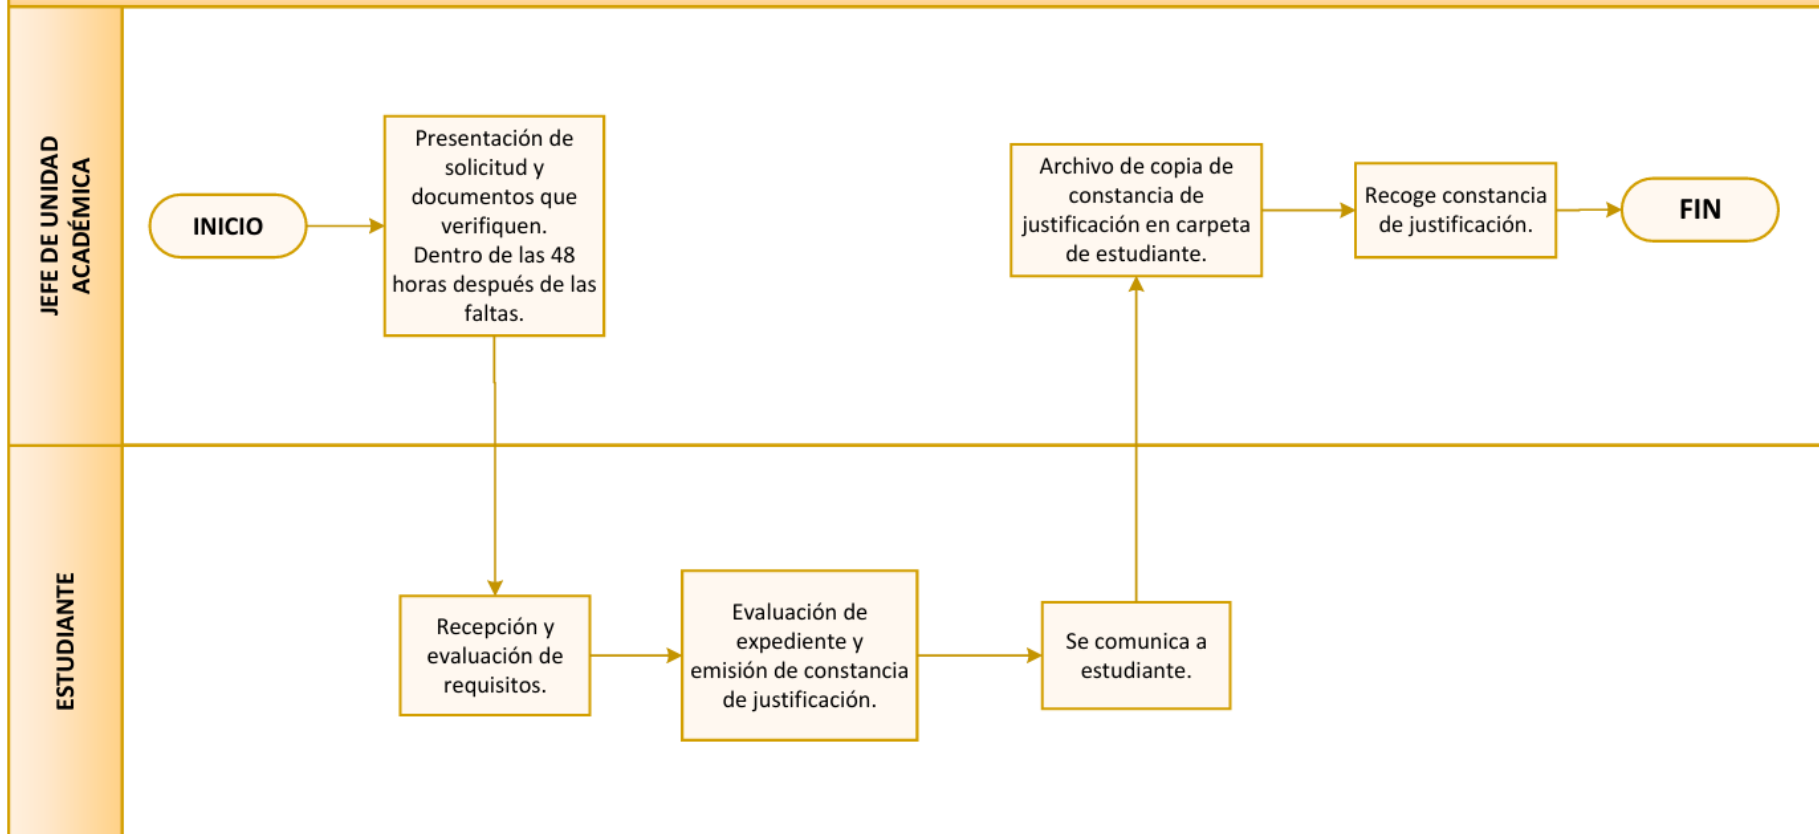 JEFE DE UNIDAD
ACADÉMICA
INICIO
Presentación de
solicitud y
documentos que
verifiquen.
Dentro de las 48
horas después de las
faltas.
Archivo de copia de
constancia de
justificación en carpeta
de estudiante.
Recoge constancia
de justificación.
FIN
ESTUDIANTE
Recepción y
evaluación de
requisitos.
Evaluación de
expediente y
emisión de constancia
de justificación.
Se comunica a
estudiante.